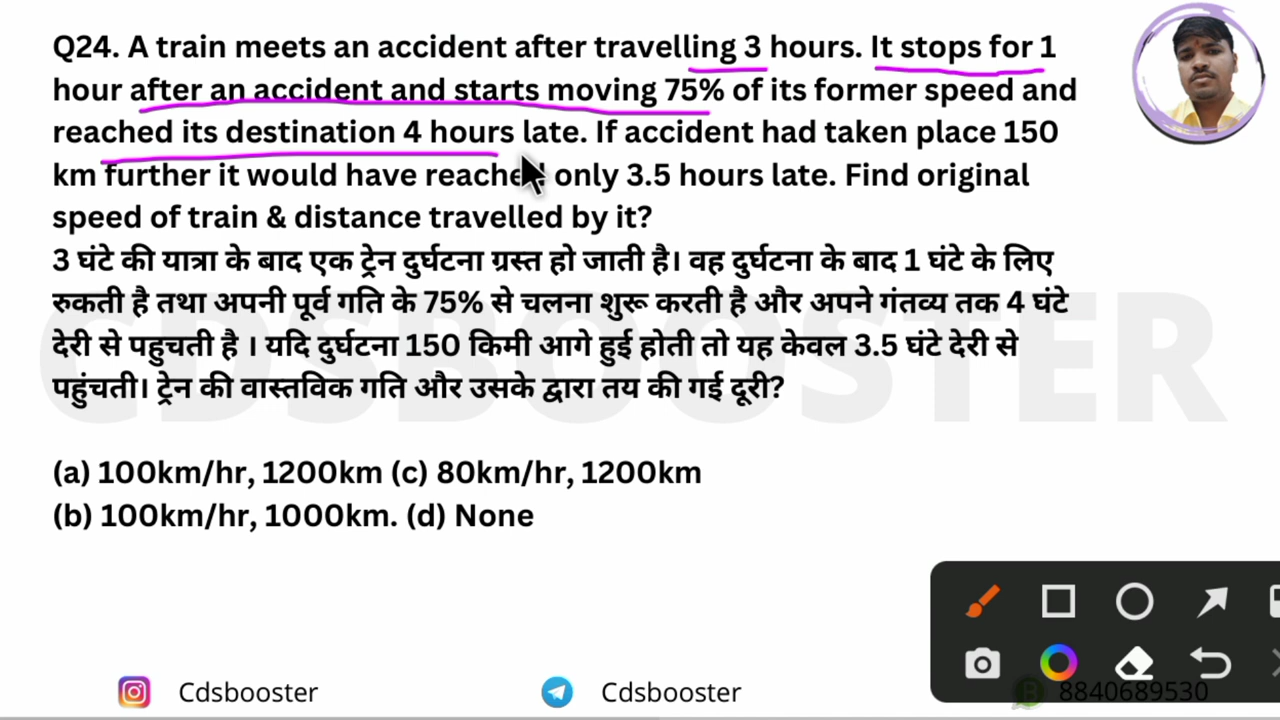 Q24. A train meets an accident after travelling 3 hours. It stops for 1
hour after an accident and starts moving 75% of its former speed and
reached its destination 4 hours late. If accident had taken place 150
km further it would have reached only 3.5 hours late. Find original
speed of train & distance travelled by it?
3 घंटे की यात्रा के बाद एक ट्रेन दुर्घटना ग्रस्त हो जाती है। वह दुर्घटना के बाद 1 घंटे के लिए
रुकती है तथा अपनी पूर्व गति के 75% से चलना शुरू करती है और अपने गंतव्य तक 4 घंटे
देरी से पहुचती है । यदि दुर्घटना 150 किमी आगे हुई होती तो यह केवल 3.5 घंटे देरी से
पहुंचती। ट्रेन की वास्तविक गति और उसके द्वारा तय की गई दूरी?
CDSBOOSTER
(a) 100km/hr, 1200km (c) 80km/hr, 1200km
(b) 100km/hr, 1000km. (d) None
Cdsbooster Cdsbooster 8840689530